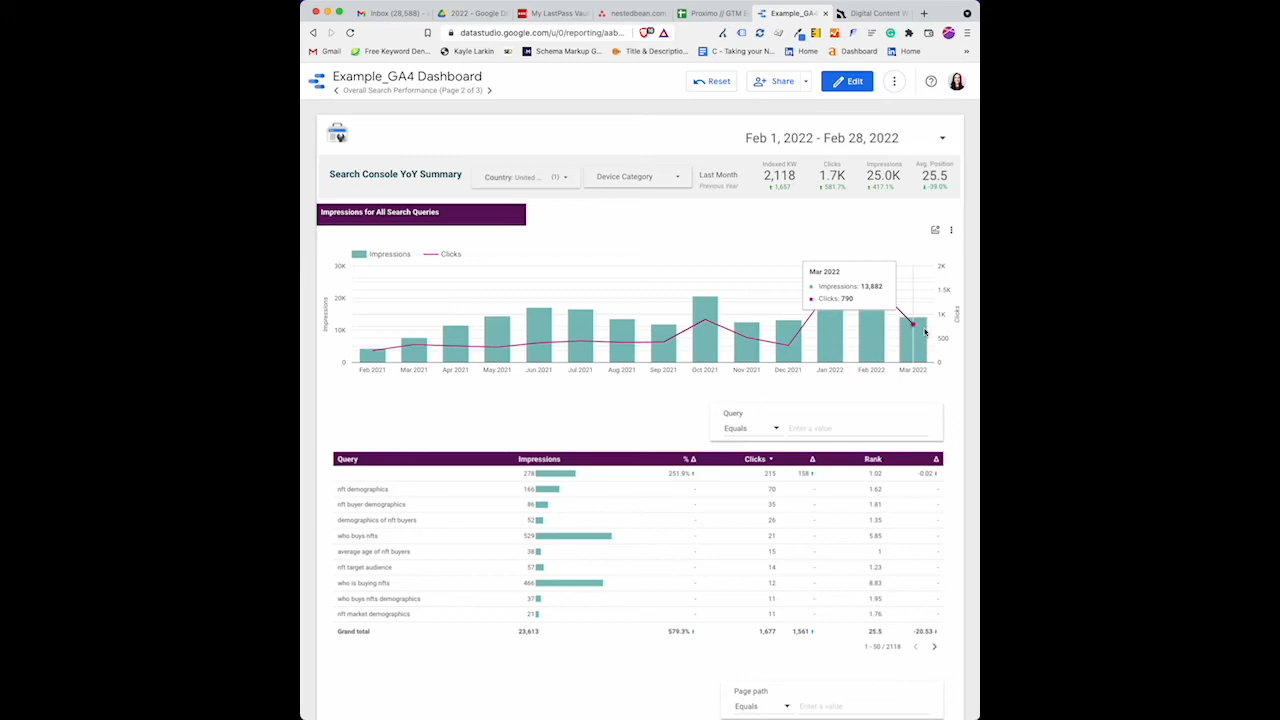 Inbox (28,588) -
2022 - Google Di
My LastPass Vaul
nestedbean.com
Proximo // GTM E
Example_GA4
Digital Content W
datastudio.google.com/u/0/reporting/aab...
Gmail
Free Keyword Den...
Kayle Larkin
SC
Schema Markup G...
Title & Descriptio...
C - Taking your N...
Home
Dashboard
Home
Example_GA4 Dashboard
Overall Search Performance (Page 2 of 3)
Reset
Share
Edit
Feb 1, 2022 - Feb 28, 2022
Search Console YoY Summary
Country: United ... (1)
Device Category
Last Month
Previous Year
Indexed KW
2,118
1,657
Clicks
1.7K
581.7%
Impressions
25.0K
417.1%
Avg. Position
25.5
-39.0%
Impressions for All Search Queries
Impressions Clicks
30K
20K
10K
0
Impressions
2K
1.5K
1K
500
0
Clicks
Mar 2022
Impressions: 13,882
Clicks: 790
Feb 2021 Mar 2021 Apr 2021 May 2021 Jun 2021 Jul 2021 Aug 2021 Sep 2021 Oct 2021 Nov 2021 Dec 2021 Jan 2022 Feb 2022 Mar 2022
Query
Equals Enter a value
Query Impressions % Δ Clicks Δ Rank Δ
278 251.9% 215 158 1.02 -0.02
nft demographics 166 - 70 - 1.62 -
nft buyer demographics 86 - 35 - 1.81 -
demographics of nft buyers 52 - 26 - 1.35 -
who buys nfts 529 - 21 - 5.85 -
average age of nft buyers 38 - 15 - 1 -
nft target audience 57 - 14 - 1.23 -
who is buying nfts 466 - 12 - 8.83 -
who buys nfts demographics 37 - 11 - 1.95 -
nft market demographics 21 - 11 - 1.76 -
Grand total 23,613 579.3% 1,677 1,561 25.5 -20.53
1 - 50 / 2118
Page path
Equals Enter a value